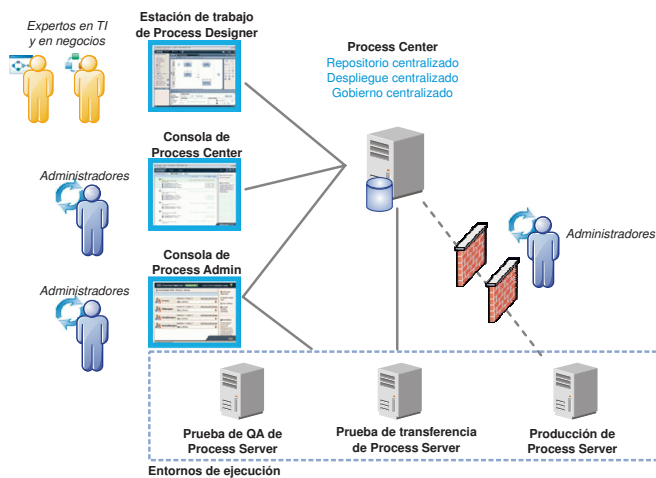 Expertos en TI
y en negocios
Estación de trabajo
de Process Designer
Process Center
Repositorio centralizado
Despliegue centralizado
Gobierno centralizado
Consola de
Process Center
Administradores
Administradores
Consola de
Process Admin
Administradores
Prueba de QA de
Process Server
Prueba de transferencia
de Process Server
Producción de
Process Server
Entornos de ejecución